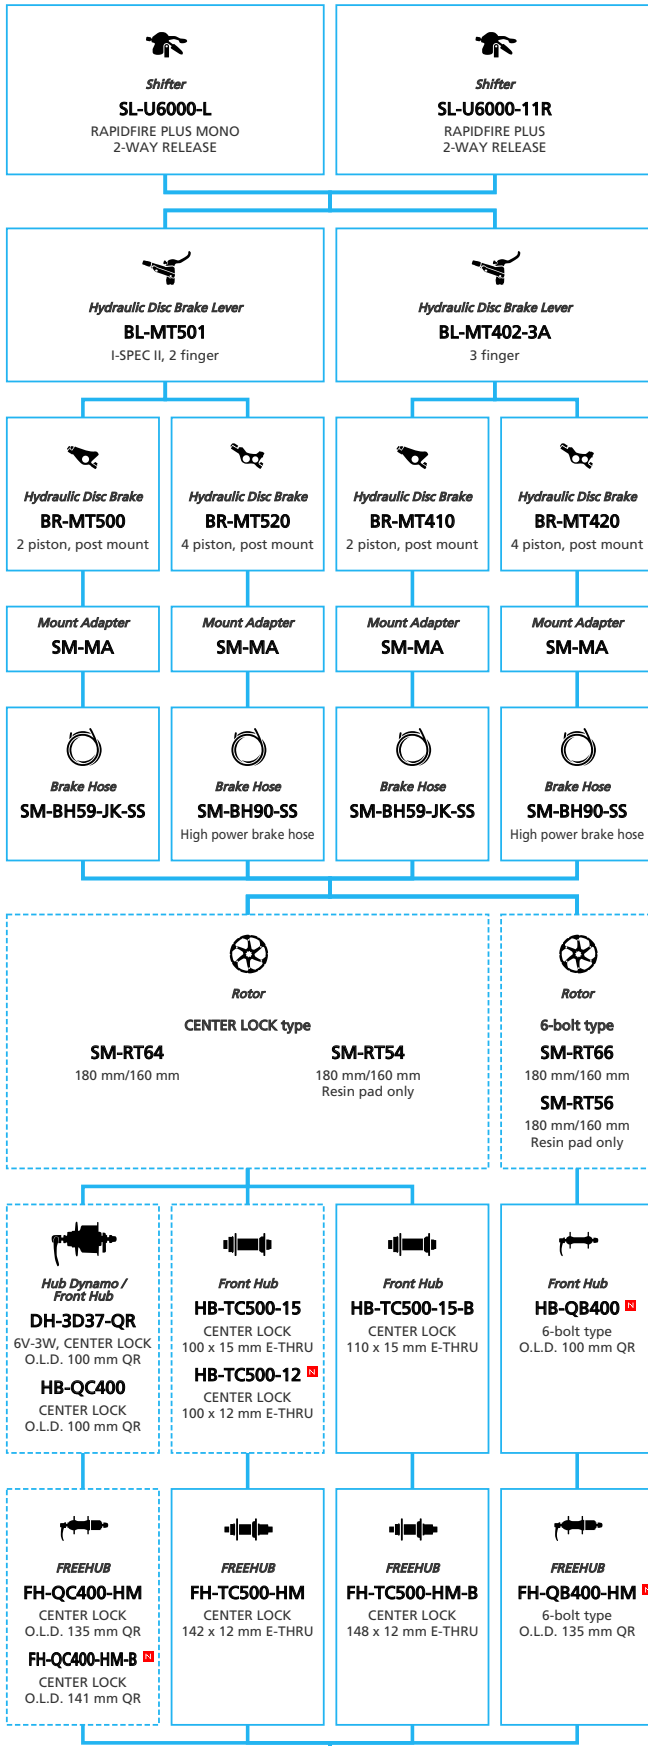 Shifter
SL-U6000-L
RAPIDFIRE PLUS MONO
2-WAY RELEASE
Shifter
SL-U6000-11R
RAPIDFIRE PLUS
2-WAY RELEASE
Hydraulic Disc Brake Lever
BL-MT501
I-SPEC II, 2 finger
Hydraulic Disc Brake Lever
BL-MT402-3A
3 finger
Hydraulic Disc Brake
BR-MT500
2 piston, post mount
Hydraulic Disc Brake
BR-MT520
4 piston, post mount
Hydraulic Disc Brake
BR-MT410
2 piston, post mount
Hydraulic Disc Brake
BR-MT420
4 piston, post mount
Mount Adapter
SM-MA
Mount Adapter
SM-MA
Mount Adapter
SM-MA
Mount Adapter
SM-MA
Brake Hose
SM-BH59-JK-SS
Brake Hose
SM-BH90-SS
High power brake hose
Brake Hose
SM-BH59-JK-SS
Brake Hose
SM-BH90-SS
High power brake hose
Rotor
CENTER LOCK type
SM-RT64
180 mm/160 mm
SM-RT54
180 mm/160 mm
Resin pad only
Rotor
6-bolt type
SM-RT66
180 mm/160 mm
SM-RT56
180 mm/160 mm
Resin pad only
Hub Dynamo /
Front Hub
DH-3D37-QR
6V-3W, CENTER LOCK
O.L.D. 100 mm QR
HB-QC400
CENTER LOCK
O.L.D. 100 mm QR
Front Hub
HB-TC500-15
CENTER LOCK
100 x 15 mm E-THRU
HB-TC500-12 N
CENTER LOCK
100 x 12 mm E-THRU
Front Hub
HB-TC500-15-B
CENTER LOCK
110 x 15 mm E-THRU
Front Hub
HB-QB400 N
6-bolt type
O.L.D. 100 mm QR
FREEHUB
FH-QC400-HM
CENTER LOCK
O.L.D. 135 mm QR
FH-QC400-HM-B N
CENTER LOCK
O.L.D. 141 mm QR
FREEHUB
FH-TC500-HM
CENTER LOCK
142 x 12 mm E-THRU
FREEHUB
FH-TC500-HM-B
CENTER LOCK
148 x 12 mm E-THRU
FREEHUB
FH-QB400-HM N
6-bolt type
O.L.D. 135 mm QR